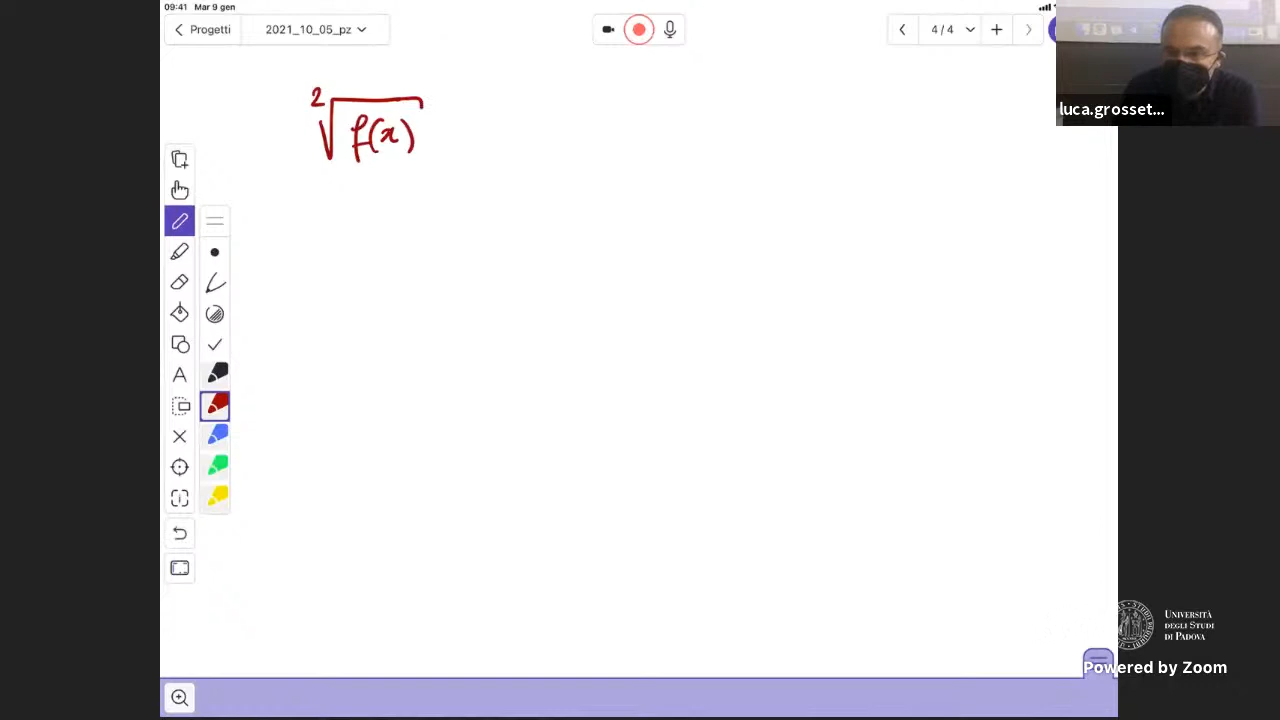 09:41 Mar 9 gen
Progetti
2021_10_05_pz
4/4
luca.grosset...
2√f(x)
A
UNIVERSITÀ
DEGLI STUDI
DI PADOVA
Powered by Zoom